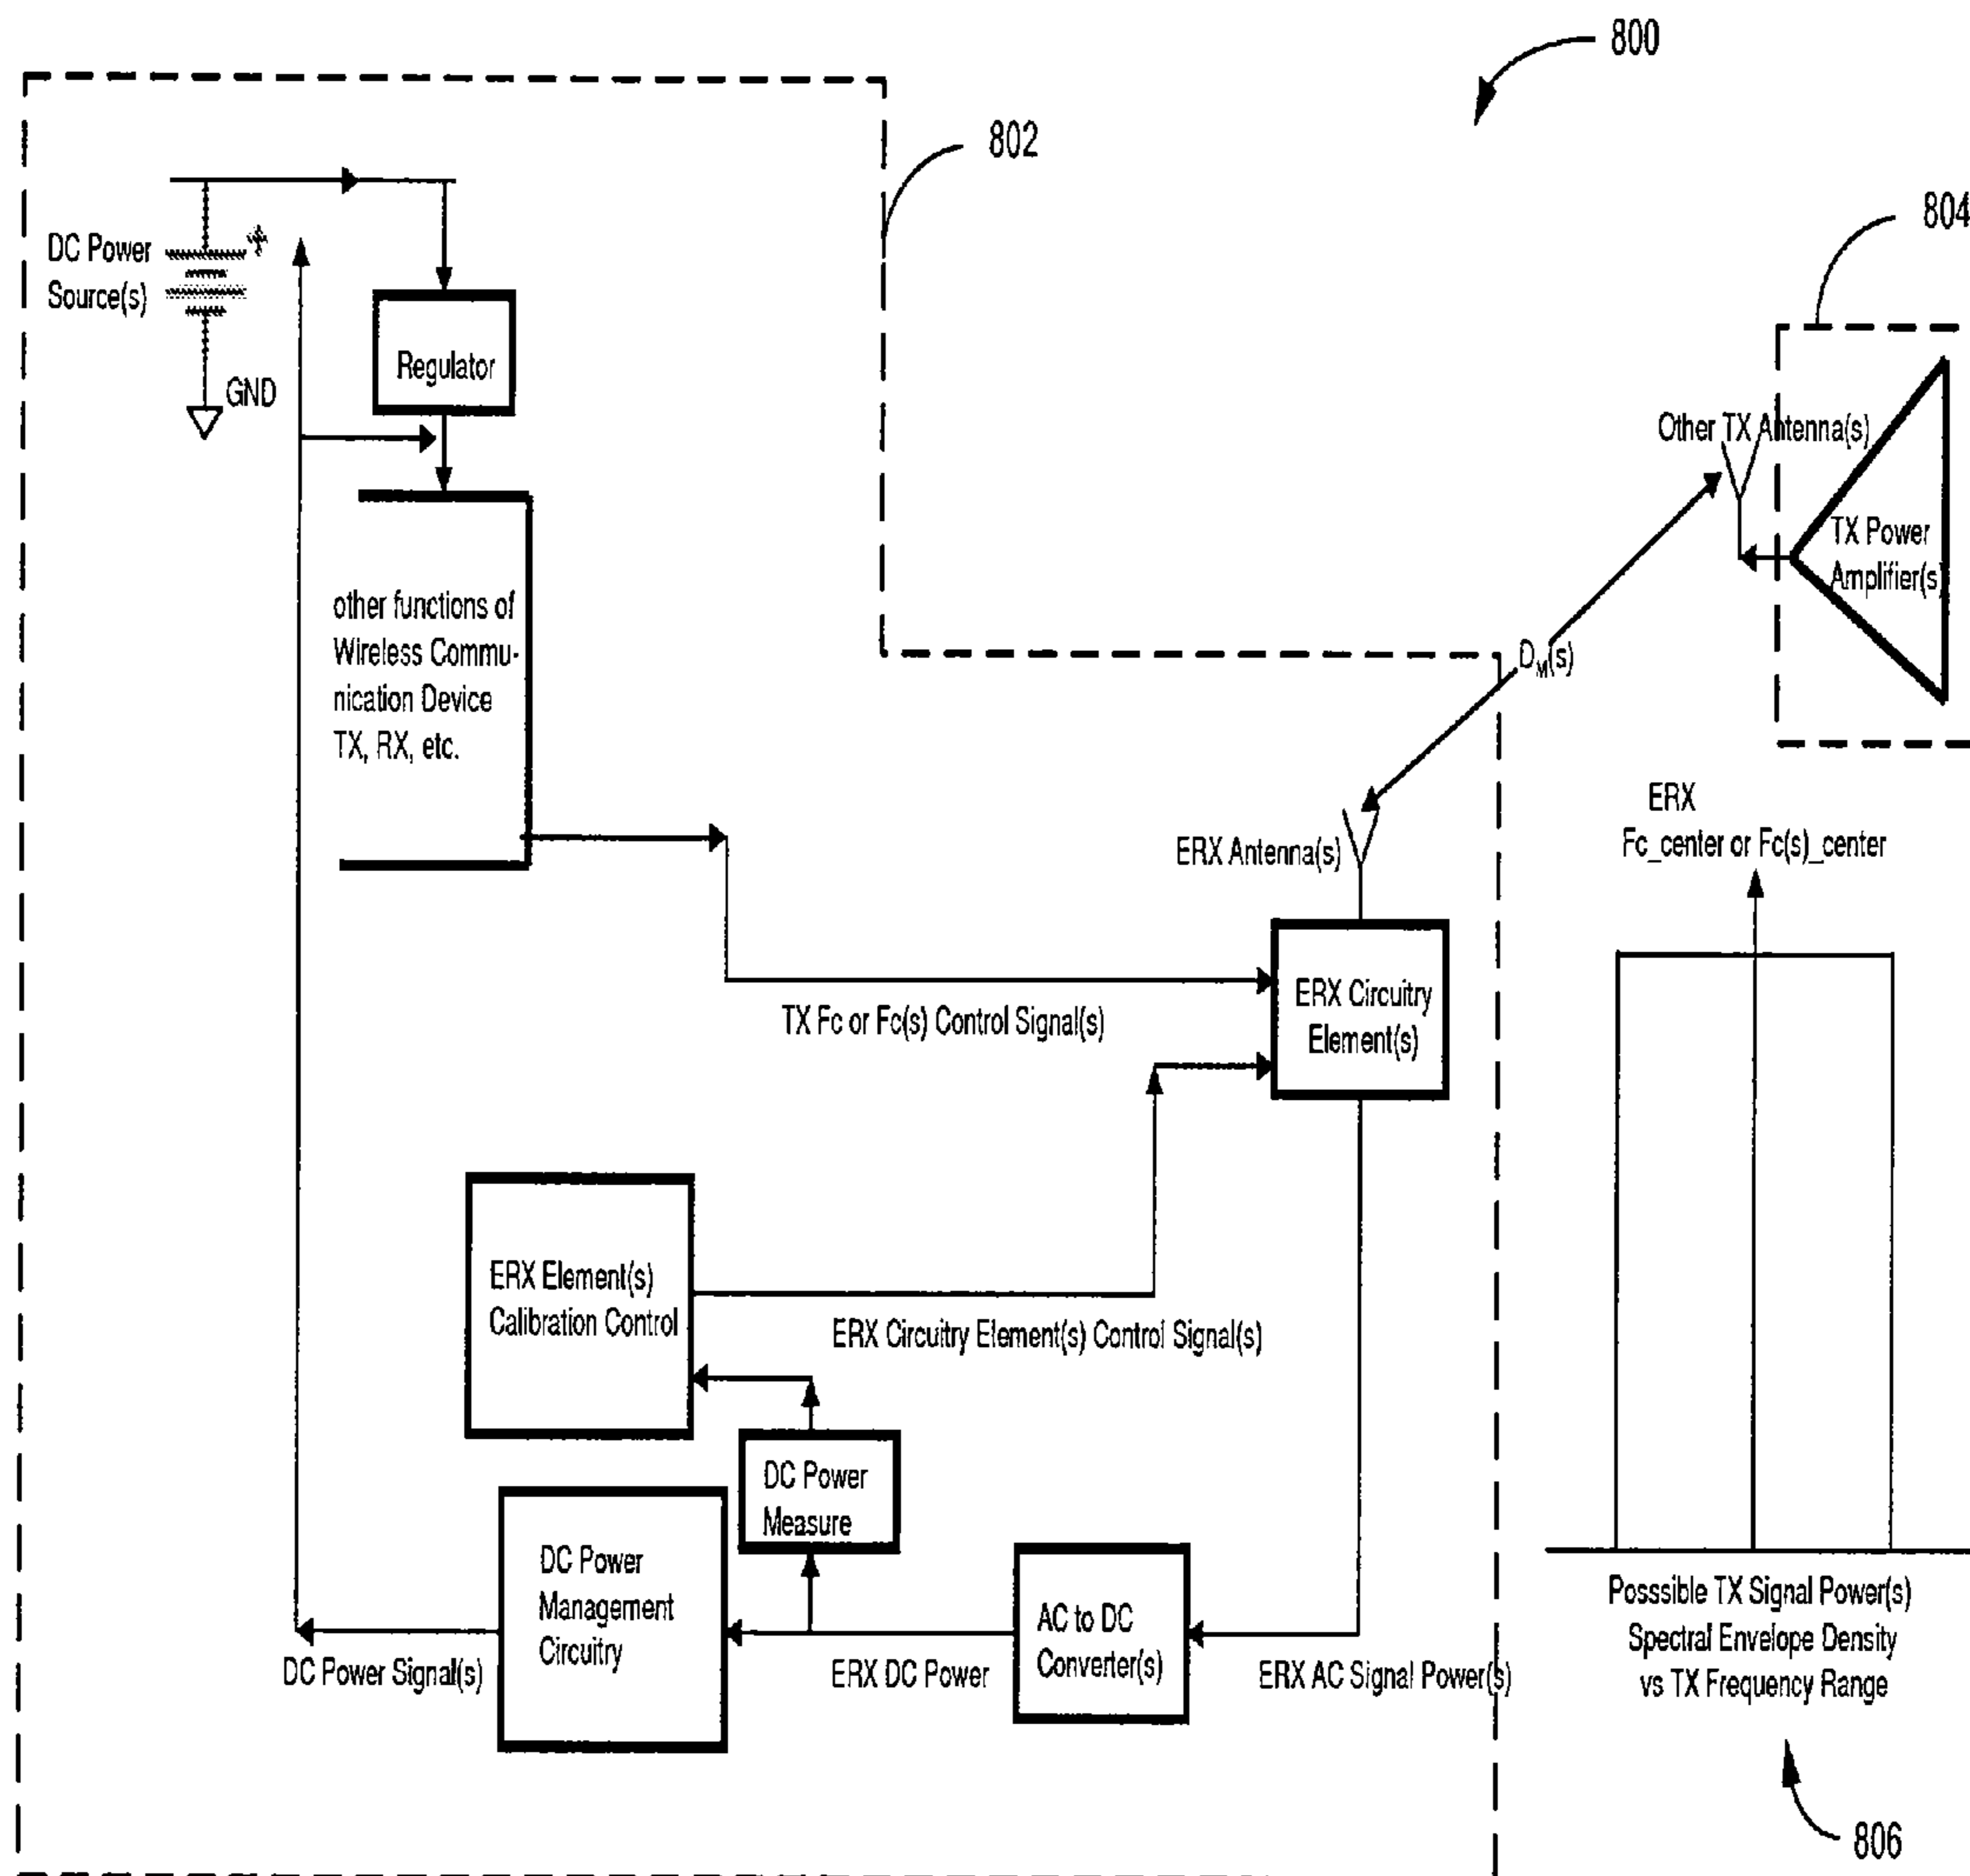 800
802
804
DC Power
Source(s)
+
GND
Regulator
Other TX Antenna(s)
TX Power
Amplifier(s)
other functions of
Wireless Commu-
nication Device
TX, RX, etc.
DM(s)
ERX
Fc_center or Fc(s)_center
ERX Antenna(s)
ERX Circuitry
Element(s)
TX Fc or Fc(s) Control Signal(s)
ERX Element(s)
Calibration Control
ERX Circuitry Element(s) Control Signal(s)
DC Power
Measure
DC Power
Management
Circuitry
AC to DC
Converter(s)
DC Power Signal(s)
ERX DC Power
ERX AC Signal Power(s)
Posssible TX Signal Power(s)
Spectral Envelope Density
vs TX Frequency Range
806